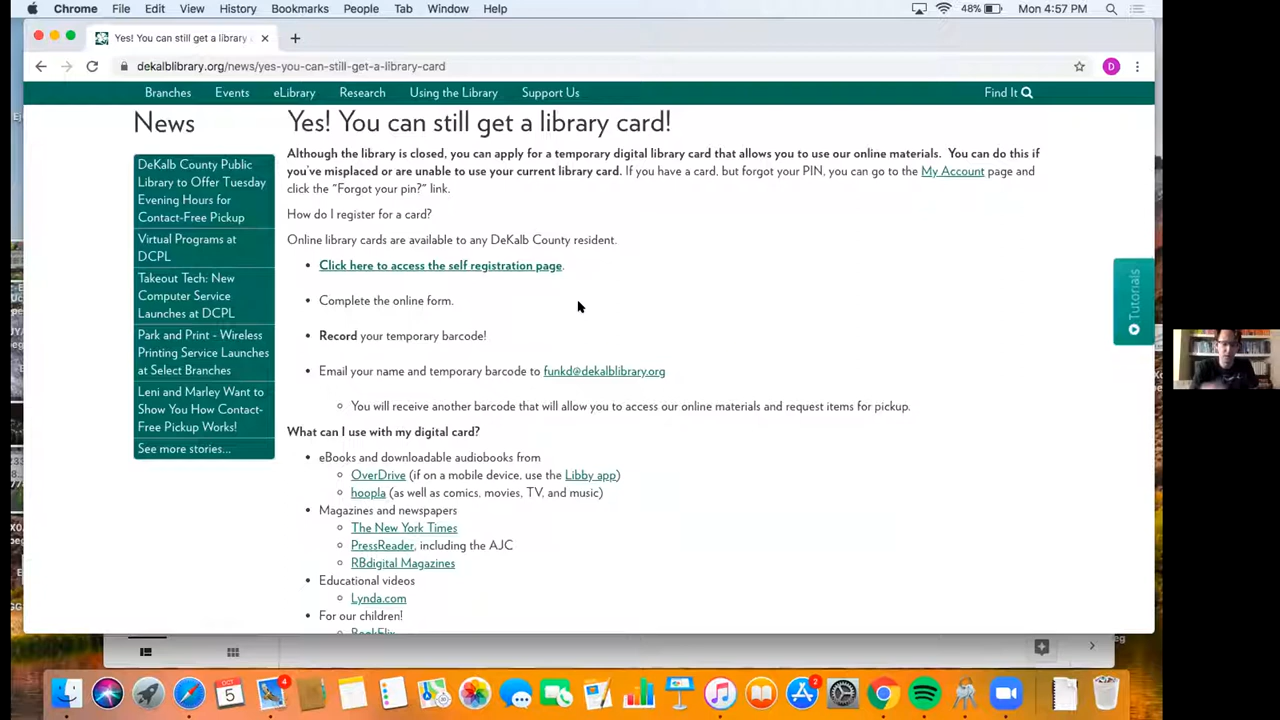 Chrome File Edit View History Bookmarks People Tab Window Help 48% Mon 4:57 PM
Yes! You can still get a library
dekalblibrary.org/news/yes-you-can-still-get-a-library-card D
Branches Events eLibrary Research Using the Library Support Us Find It
News
DeKalb County Public
Library to Offer Tuesday
Evening Hours for
Contact-Free Pickup
Virtual Programs at
DCPL
Takeout Tech: New
Computer Service
Launches at DCPL
Park and Print - Wireless
Printing Service Launches
at Select Branches
Leni and Marley Want to
Show You How Contact-
Free Pickup Works!
See more stories...
Yes! You can still get a library card!
Although the library is closed, you can apply for a temporary digital library card that allows you to use our online materials. You can do this if
you've misplaced or are unable to use your current library card. If you have a card, but forgot your PIN, you can go to the My Account page and
click the "Forgot your pin?" link.
How do I register for a card?
Online library cards are available to any DeKalb County resident.
• Click here to access the self registration page.
• Complete the online form.
• Record your temporary barcode!
• Email your name and temporary barcode to funkd@dekalblibrary.org
You will receive another barcode that will allow you to access our online materials and request items for pickup.
What can I use with my digital card?
• eBooks and downloadable audiobooks from
OverDrive (if on a mobile device, use the Libby app)
hoopla (as well as comics, movies, TV, and music)
• Magazines and newspapers
The New York Times
PressReader, including the AJC
RBdigital Magazines
• Educational videos
Lynda.com
• For our children!
BookFlix
Tutorials
OCT
5
4
2